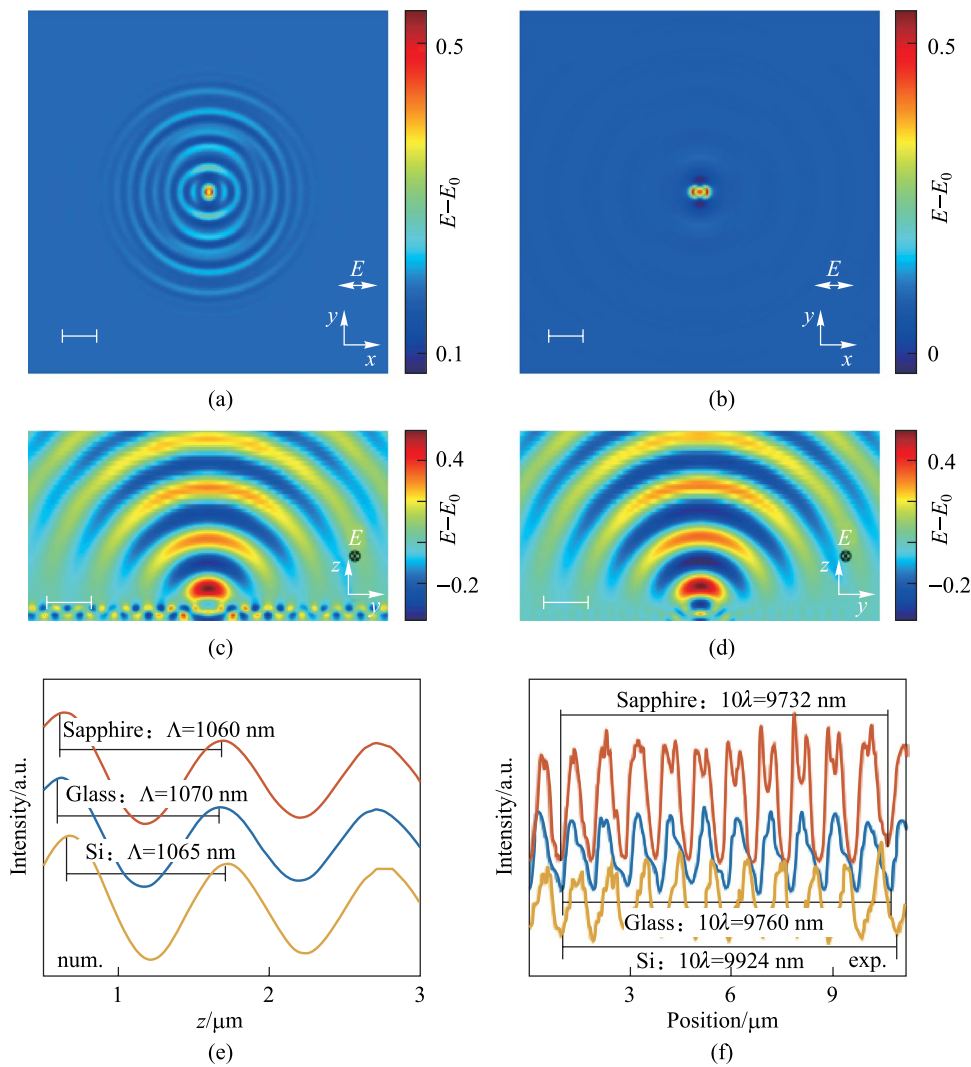 0.5
E−E0
0.1
E
y
x
(a)
0.5
E−E0
0
E
y
x
(b)
0.4
E−E0
−0.2
E
z
y
(c)
0.4
E−E0
−0.2
E
z
y
(d)
Intensity/a.u.
Sapphire：Λ=1060 nm
Glass：Λ=1070 nm
Si：Λ=1065 nm
num.
1 2 3
z/μm
(e)
Intensity/a.u.
Sapphire：10λ=9732 nm
Glass：10λ=9760 nm
Si：10λ=9924 nm
exp.
3 6 9
Position/μm
(f)